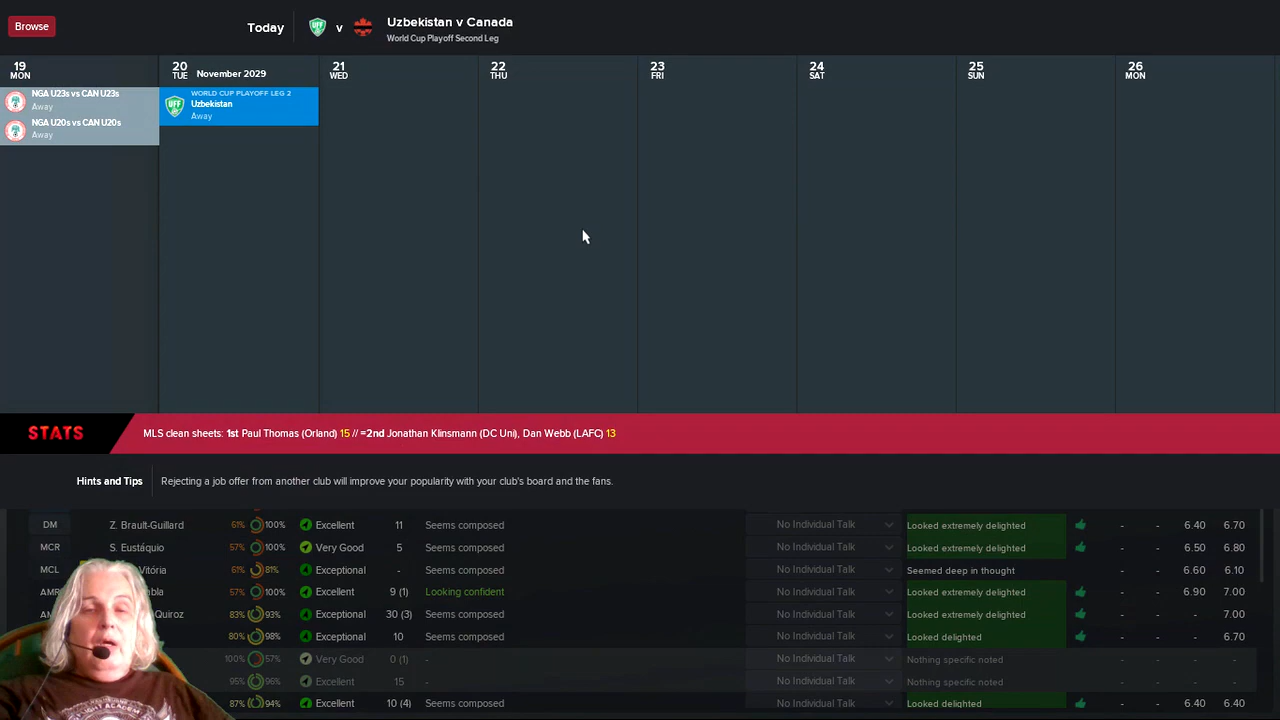 Browse
Today
UFF
v
Uzbekistan v Canada
World Cup Playoff Second Leg
19
MON
20
TUE
November 2029
21
WED
22
THU
23
FRI
24
SAT
25
SUN
26
MON
NGA U23s vs CAN U23s
Away
NGA U20s vs CAN U20s
Away
UFF
WORLD CUP PLAYOFF LEG 2
Uzbekistan
Away
STATS
MLS clean sheets: 1st Paul Thomas (Orland) 15 // =2nd Jonathan Klinsmann (DC Uni), Dan Webb (LAFC) 13
Hints and Tips
Rejecting a job offer from another club will improve your popularity with your club's board and the fans.
DM Z. Brault-Guillard 61% 100% Excellent 11 Seems composed No Individual Talk Looked extremely delighted - - 6.40 6.70
MCR S. Eustáquio 57% 100% Very Good 5 Seems composed No Individual Talk Looked extremely delighted - - 6.50 6.80
MCL Vitória 61% 81% Exceptional - Seems composed No Individual Talk Seemed deep in thought - - 6.60 6.10
57% 100% Excellent 9 (1) Looking confident No Individual Talk Looked extremely delighted - - 6.90 7.00
83% 93% Exceptional 30 (3) Seems composed No Individual Talk Looked extremely delighted - - - 7.00
80% 98% Exceptional 10 Seems composed No Individual Talk Looked delighted - - - 6.70
100% 57% Very Good 0 (1) - No Individual Talk Nothing specific noted - - - -
95% 96% Excellent 15 - No Individual Talk Nothing specific noted - - - -
87% 94% Excellent 10 (4) Seems composed No Individual Talk Looked delighted - - 6.40 6.40